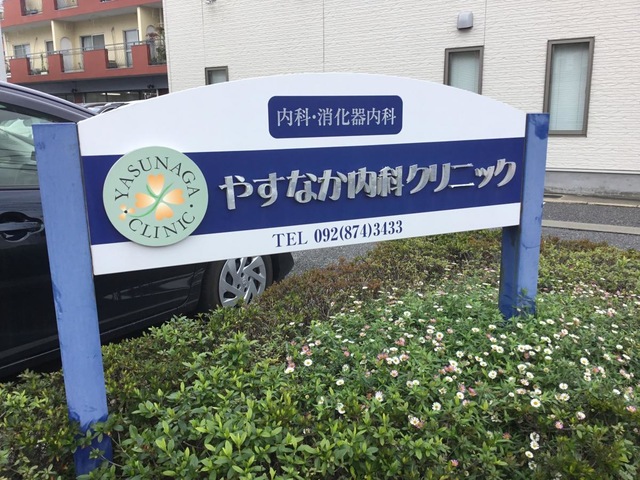 内科・消化器内科
YASUNAGA
CLINIC
やすなか内科クリニック
TEL 092(874)3433